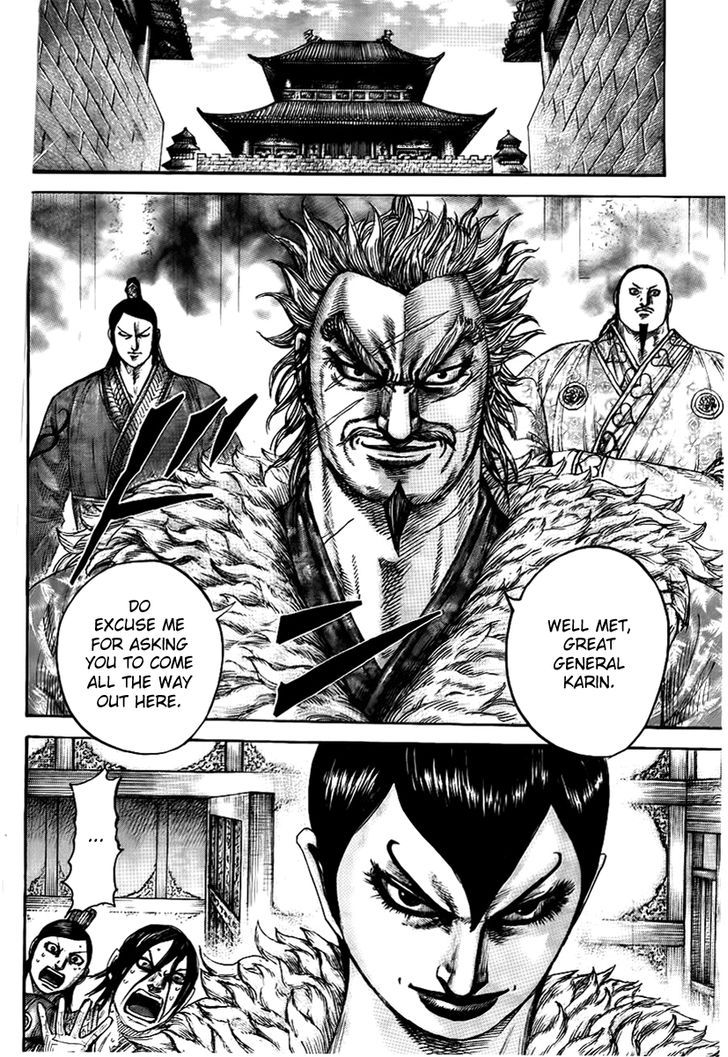 WELL MET,
GREAT
GENERAL
KARIN.
DO
EXCUSE ME
FOR ASKING
YOU TO COME
ALL THE WAY
OUT HERE.
...